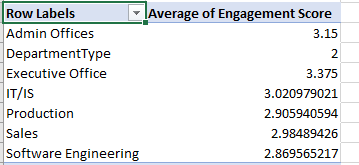 Row Labels Average of Engagement Score
Admin Offices 3.15
DepartmentType 2
Executive Office 3.375
IT/IS 3.020979021
Production 2.905940594
Sales 2.98489426
Software Engineering 2.869565217